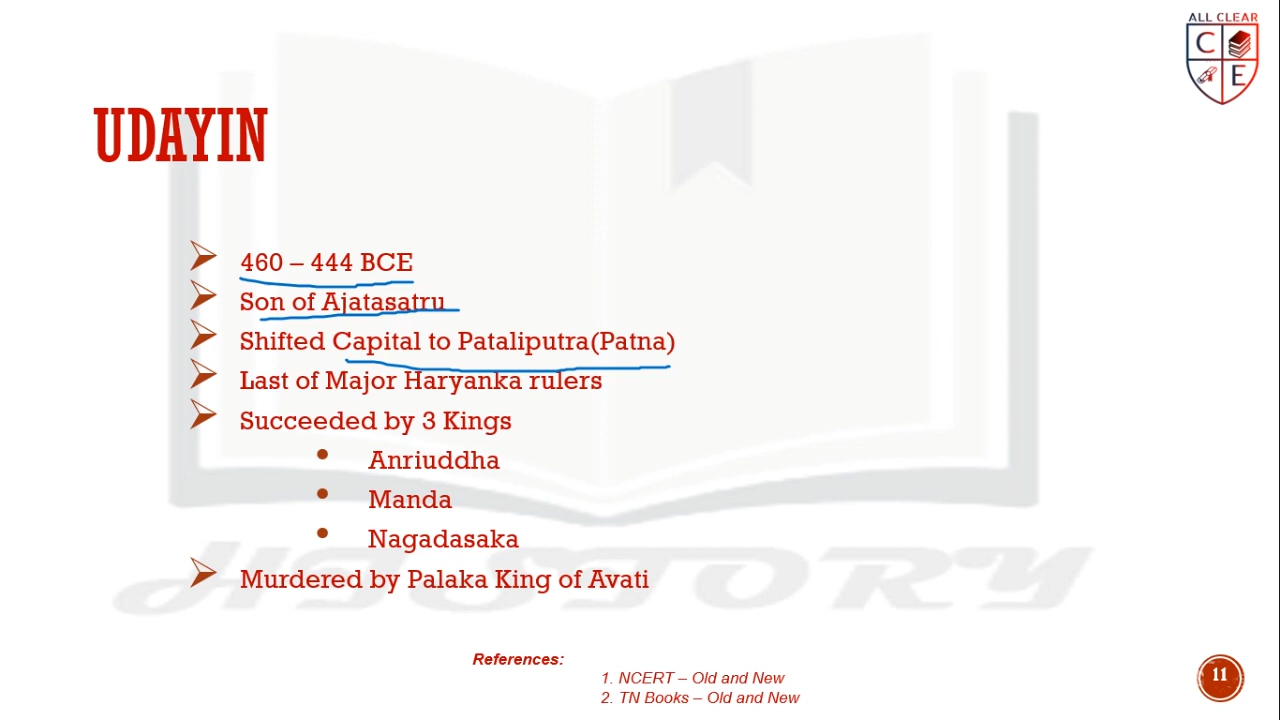 ALL CLEAR
C
E
UDAYIN
460 – 444 BCE
Son of Ajatasatru
Shifted Capital to Pataliputra(Patna)
Last of Major Haryanka rulers
Succeeded by 3 Kings
Anriuddha
Manda
Nagadasaka
Murdered by Palaka King of Avati
HISTORY
References:
1. NCERT – Old and New
2. TN Books – Old and New
11